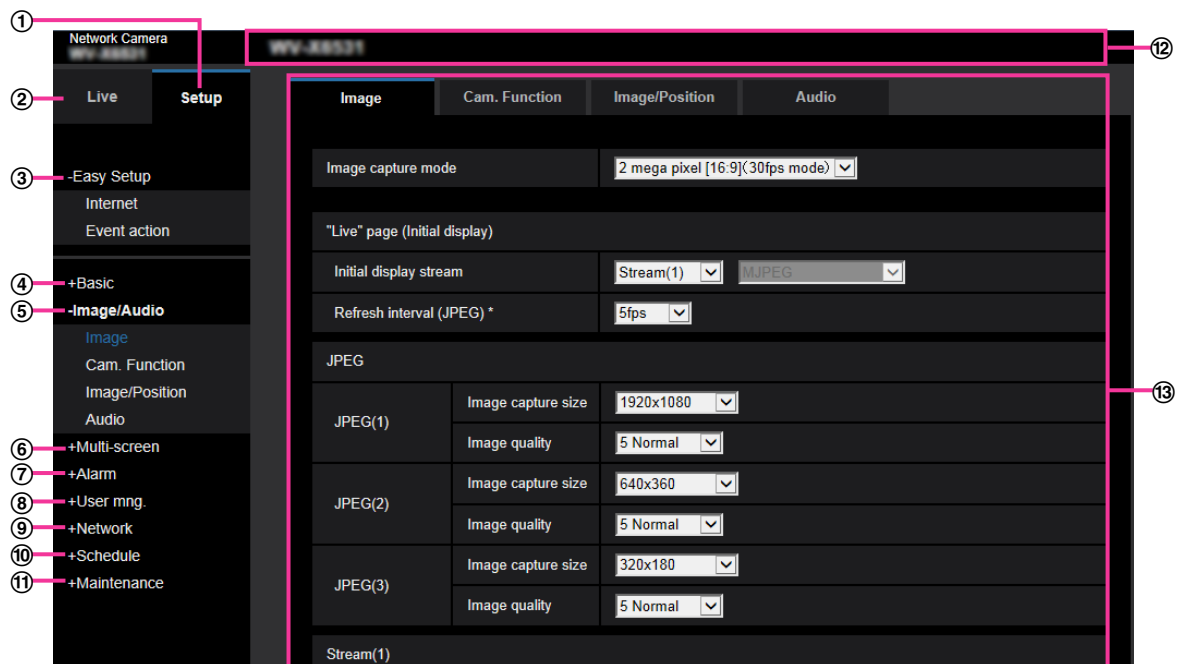 ①
Network Camera
WV-X6531
WV-X6531
⑫
② Live Setup
Image Cam. Function Image/Position Audio
③ -Easy Setup
Internet
Event action
④ +Basic
⑤ -Image/Audio
Image
Cam. Function
Image/Position
Audio
⑥ +Multi-screen
⑦ +Alarm
⑧ +User mng.
⑨ +Network
⑩ +Schedule
⑪ +Maintenance
Image capture mode 2 mega pixel [16:9](30fps mode)
"Live" page (Initial display)
Initial display stream Stream(1) MJPEG
Refresh interval (JPEG) * 5fps
JPEG
⑬
JPEG(1) Image capture size 1920x1080
Image quality 5 Normal
JPEG(2) Image capture size 640x360
Image quality 5 Normal
JPEG(3) Image capture size 320x180
Image quality 5 Normal
Stream(1)